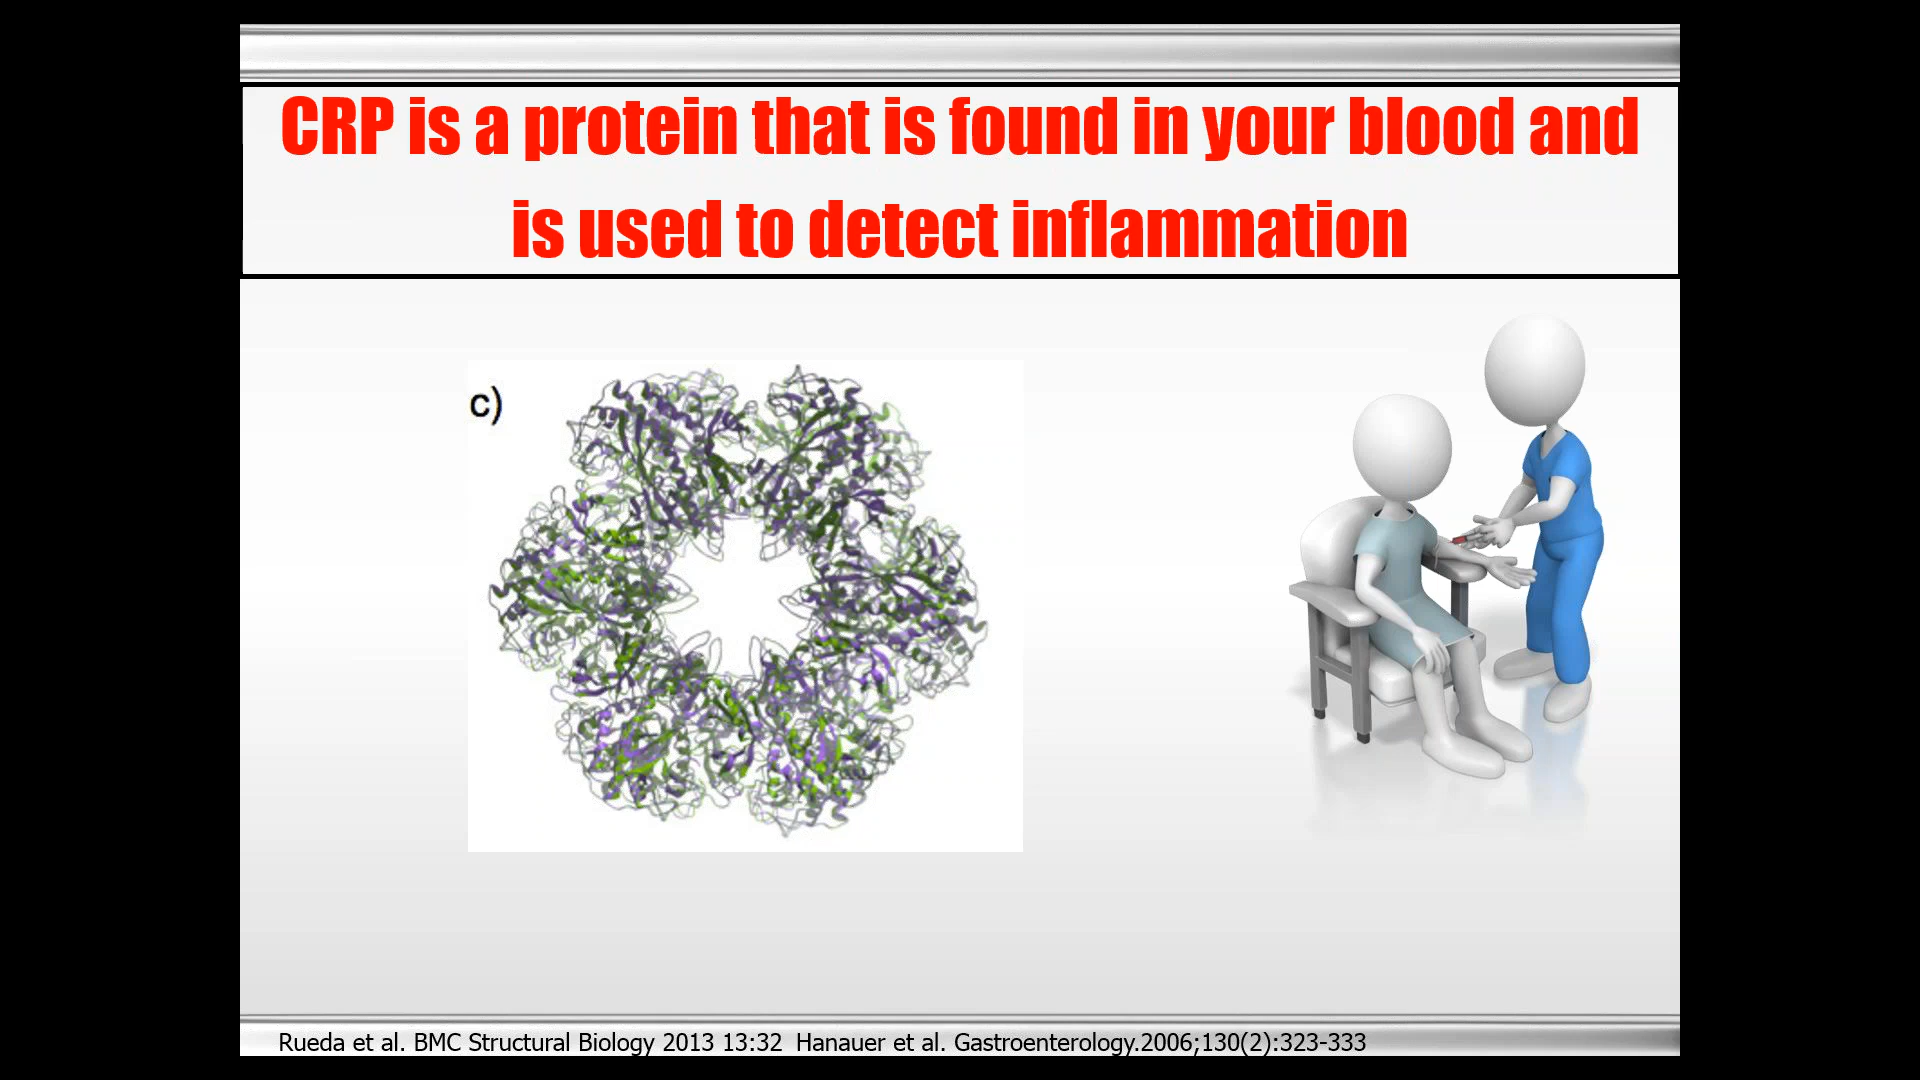 CRP is a protein that is found in your blood and
is used to detect inflammation
c)
Rueda et al. BMC Structural Biology 2013 13:32 Hanauer et al. Gastroenterology.2006;130(2):323-333